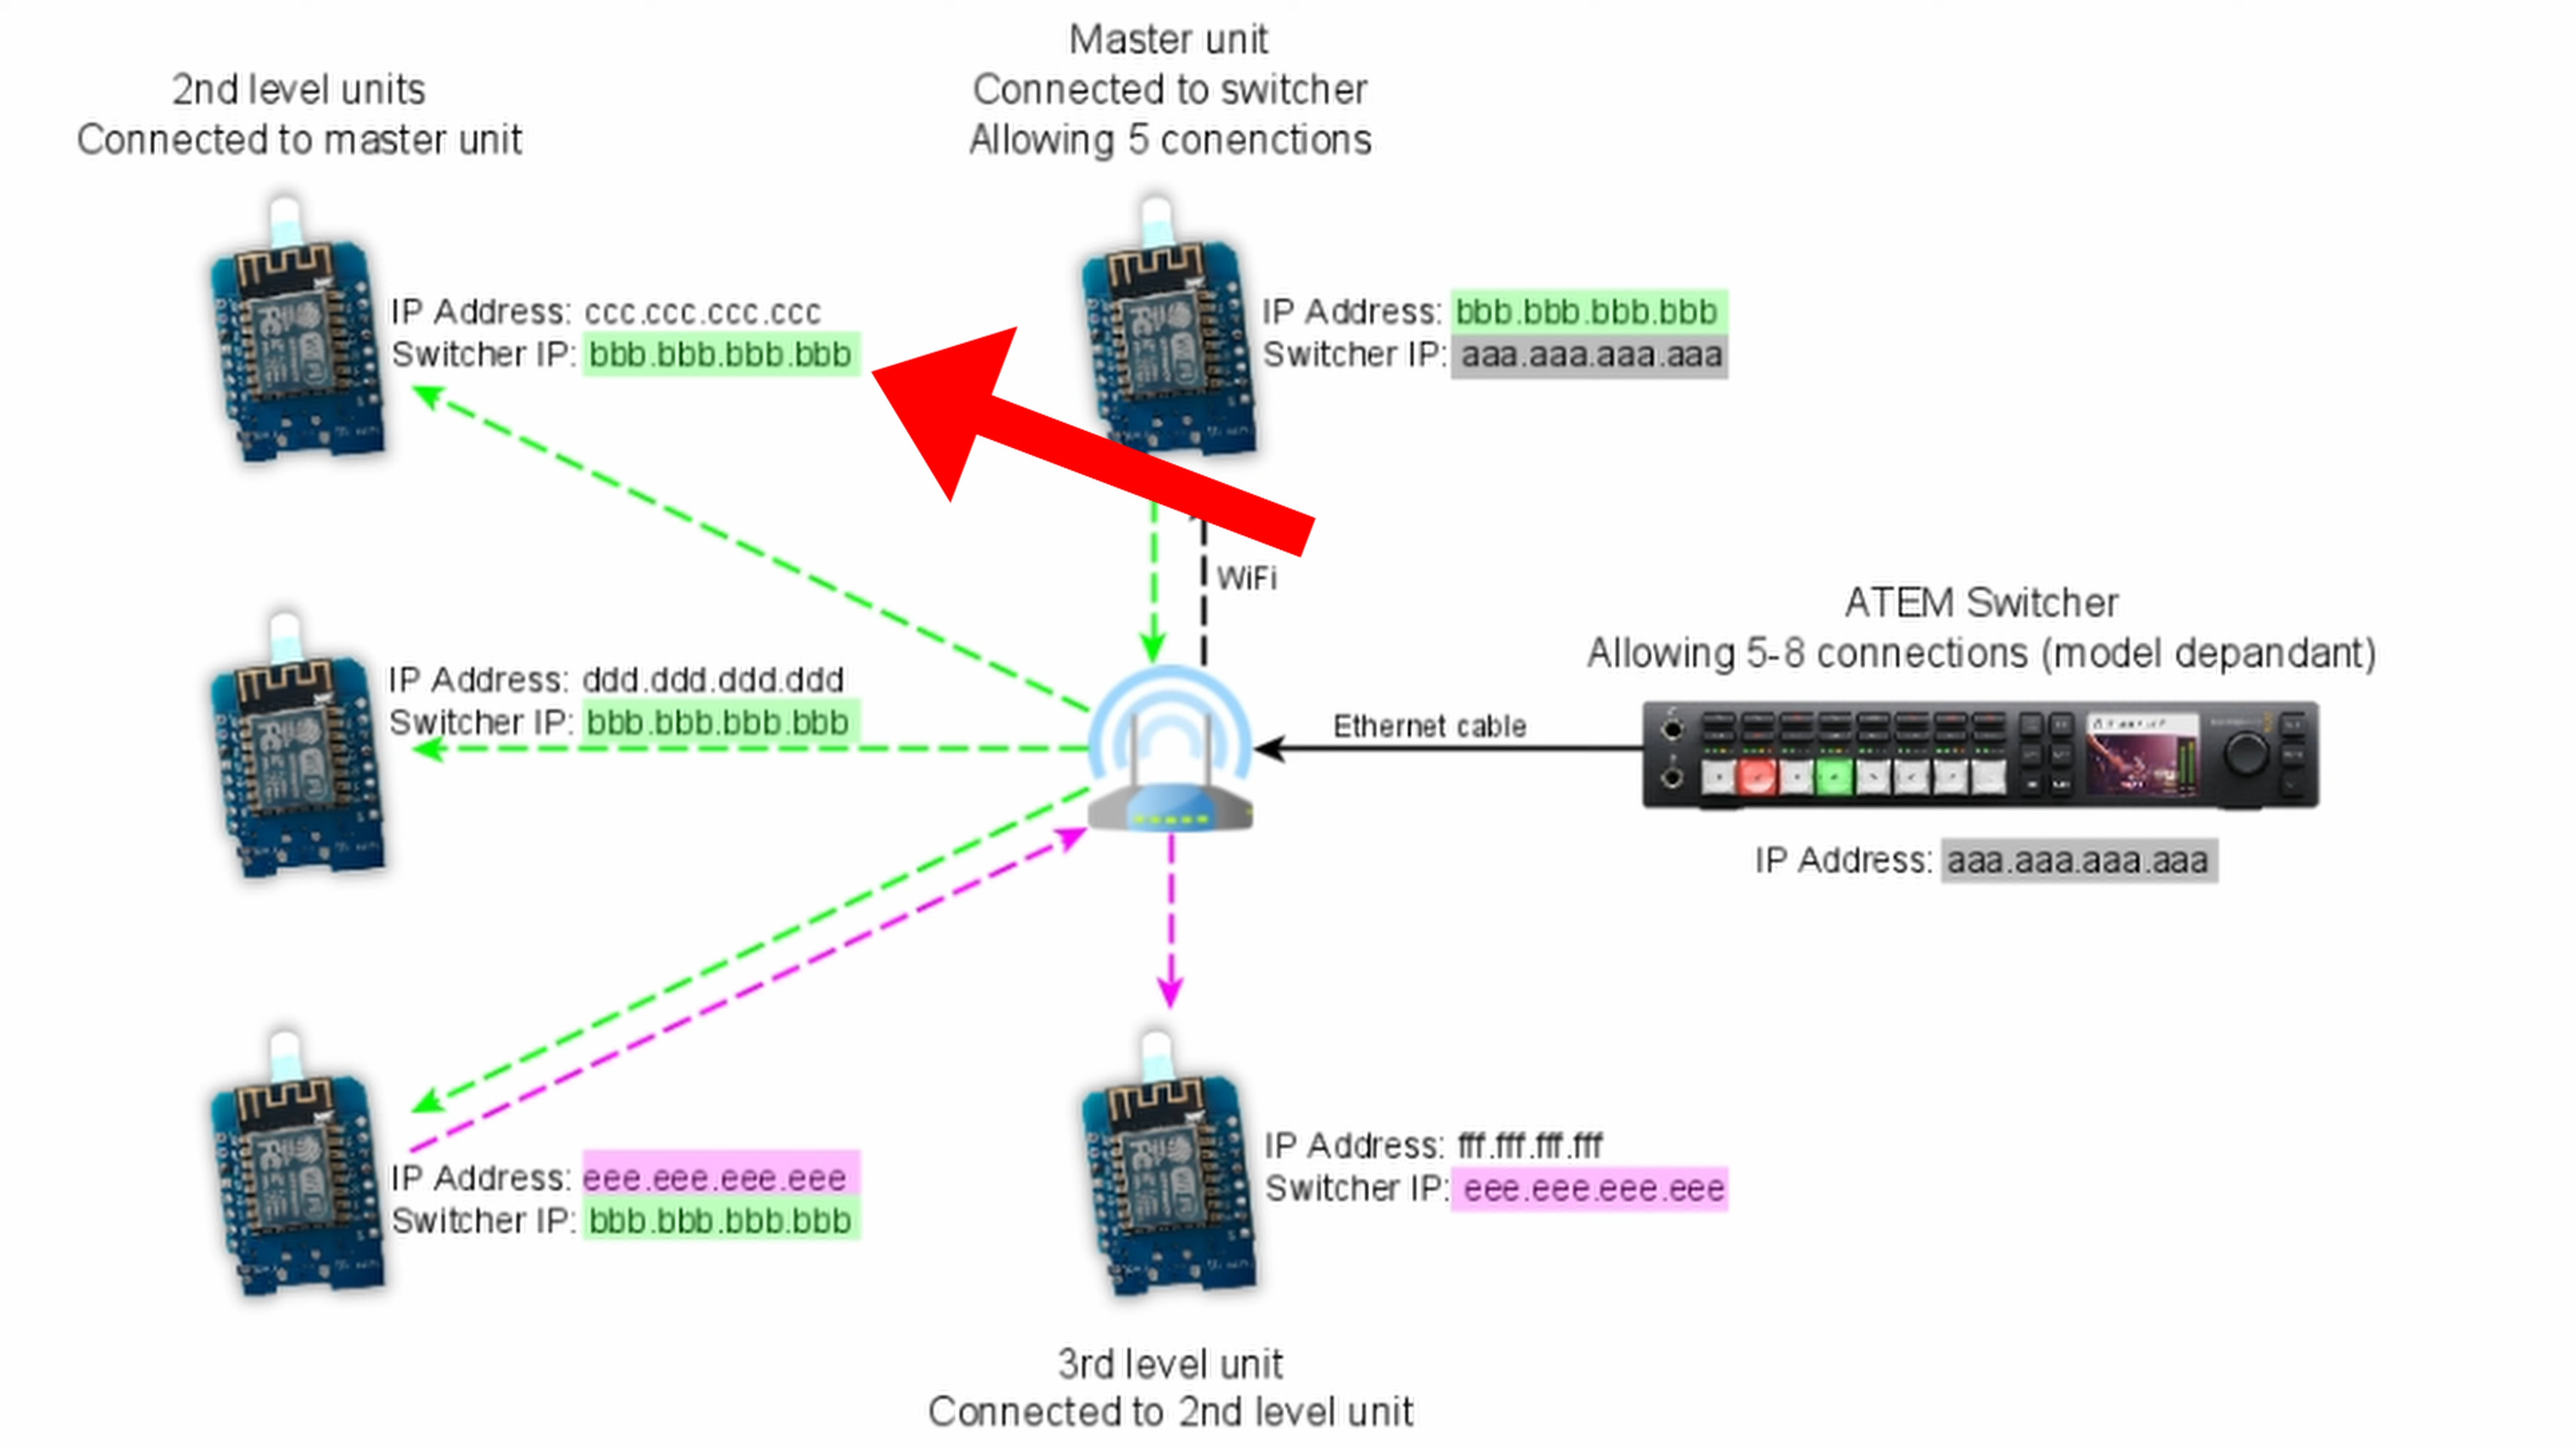 Master unit
Connected to switcher
Allowing 5 conenctions
2nd level units
Connected to master unit
IP Address: ccc.ccc.ccc.ccc
Switcher IP: bbb.bbb.bbb.bbb
IP Address: bbb.bbb.bbb.bbb
Switcher IP: aaa.aaa.aaa.aaa
WiFi
ATEM Switcher
Allowing 5-8 connections (model depandant)
IP Address: ddd.ddd.ddd.ddd
Switcher IP: bbb.bbb.bbb.bbb
Ethernet cable
IP Address: aaa.aaa.aaa.aaa
IP Address: eee.eee.eee.eee
Switcher IP: bbb.bbb.bbb.bbb
IP Address: fff.fff.fff.fff
Switcher IP: eee.eee.eee.eee
3rd level unit
Connected to 2nd level unit